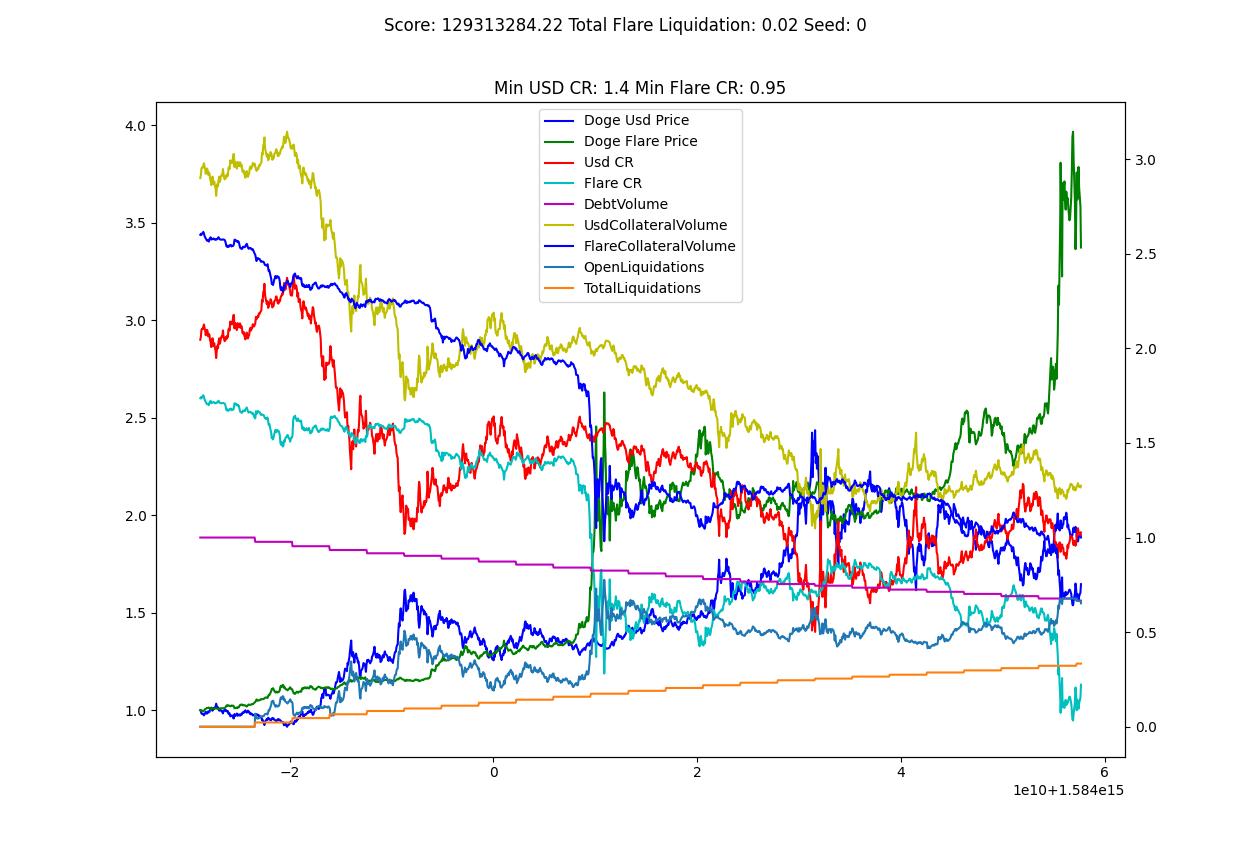 Score: 129313284.22 Total Flare Liquidation: 0.02 Seed: 0
Min USD CR: 1.4 Min Flare CR: 0.95
Doge Usd Price
Doge Flare Price
Usd CR
Flare CR
DebtVolume
UsdCollateralVolume
FlareCollateralVolume
OpenLiquidations
TotalLiquidations
4.0
3.5
3.0
2.5
2.0
1.5
1.0
3.0
2.5
2.0
1.5
1.0
0.5
0.0
−2 0 2 4 6
1e10+1.584e15